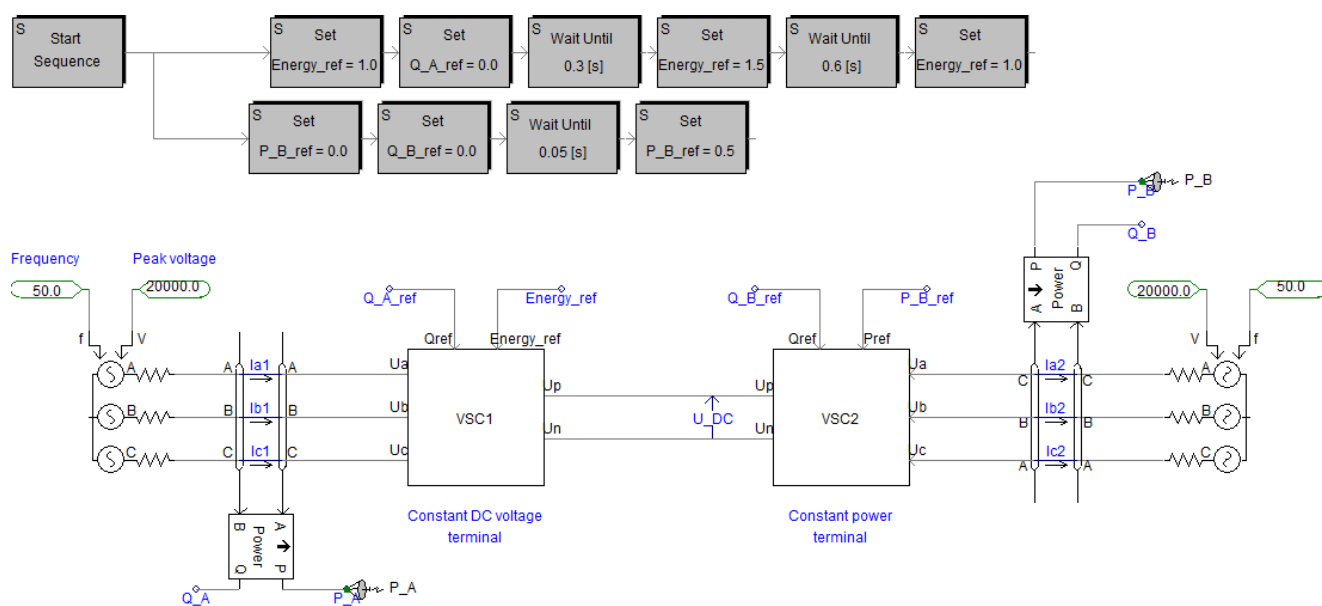 S
Start
Sequence
S
Set
Energy_ref = 1.0
S
Set
Q_A_ref = 0.0
S
Wait Until
0.3 [s]
S
Set
Energy_ref = 1.5
S
Wait Until
0.6 [s]
S
Set
Energy_ref = 1.0
S
Set
P_B_ref = 0.0
S
Set
Q_B_ref = 0.0
S
Wait Until
0.05 [s]
S
Set
P_B_ref = 0.5
P_B
P_B
Q_B
P
Q
Power
A
B
Frequency
Peak voltage
50.0
20000.0
f
V
Q_A_ref
Energy_ref
Q_B_ref
P_B_ref
20000.0
50.0
V
f
Qref
Energy_ref
Qref
Pref
A
A
Ia1
A
Ua
Ua
C
Ia2
C
A
Up
Up
B
B
Ib1
B
Ub
VSC1
U_DC
VSC2
Ub
B
Ib2
B
B
Un
Un
C
C
Ic1
C
Uc
Uc
A
Ic2
A
C
Constant DC voltage
terminal
Constant power
terminal
B
A
Power
Q
P
Q_A
P_A
P_A